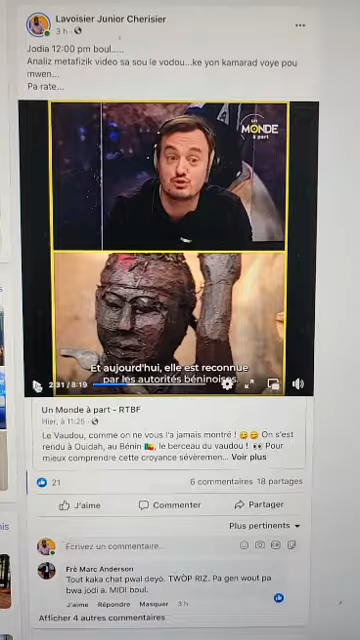 Lavoisier Junior Cherisier
3 h ·
Jodia 12:00 pm boul.....
Analiz metafizik video sa sou le vodou...ke yon kamarad voye pou
mwen...
Pa rate...
un
MONDE
à part
Et aujourd'hui, elle est reconnue
par les autorités béninoises.
2:31 / 8:19
Un Monde à part - RTBF
Hier, à 11:25 ·
Le Vaudou, comme on ne vous l'a jamais montré ! On s'est
rendu à Ouidah, au Bénin, le berceau du vaudou !
Pour mieux comprendre cette croyance sévèremen... Voir plus
21
6 commentaires 18 partages
J'aime
Commenter
Partager
Plus pertinents
Écrivez un commentaire...
Frè Marc Anderson
Tout kaka chat pwal deyò. TWÒP RIZ. Pa gen wout pa
bwa jodi a. MIDI boul.
J'aime Répondre Masquer 3 h
Afficher 4 autres commentaires